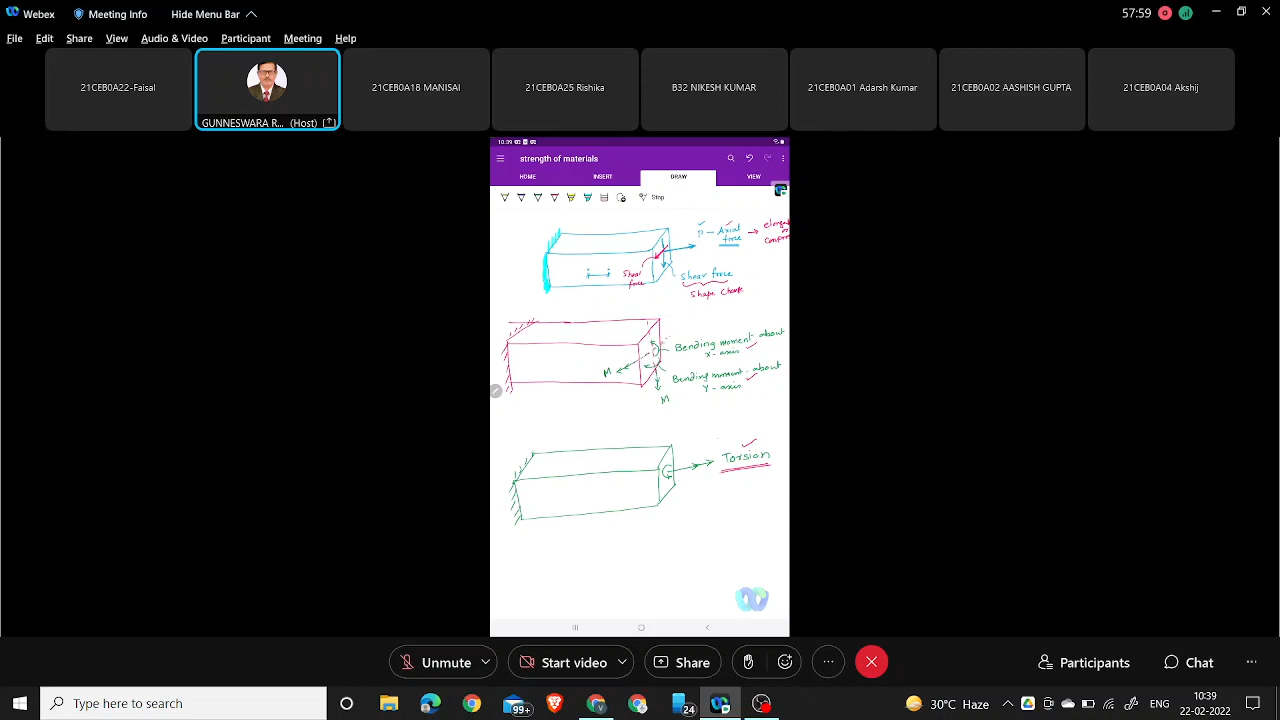 Webex
Meeting Info
Hide Menu Bar
57:59
File Edit Share View Audio & Video Participant Meeting Help
21CEB0A22-Faisal
GUNNESWARA R... (Host)
21CEB0A18 MANISAI
21CEB0A25 Rishika
B32 NIKESH KUMAR
21CEB0A01 Adarsh Kumar
21CEB0A02 AASHISH GUPTA
21CEB0A04 Akshij
10.39
strength of materials
HOME INSERT DRAW VIEW
Stop
P - Axial
force
Shear
force
Shear force
Shape Change
Bending moment about
x-axis
M
Bending moment about
Y-axis
M
Torsion
Unmute
Start video
Share
Participants
Chat
Type here to search
99+
24
30°C Haze
ENG
10:39
22-02-2022